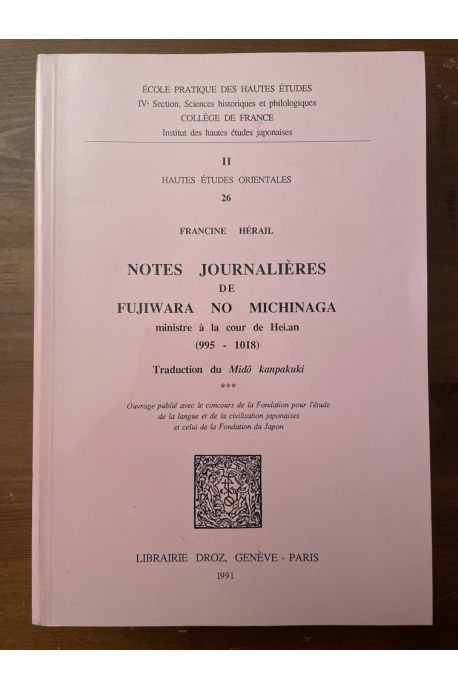 ÉCOLE PRATIQUE DES HAUTES ÉTUDES
IVe Section, Sciences historiques et philologiques
COLLÈGE DE FRANCE
Institut des hautes études japonaises
II
HAUTES ÉTUDES ORIENTALES
26
FRANCINE HÉRAIL
NOTES JOURNALIÈRES
DE
FUJIWARA NO MICHINAGA
ministre à la cour de Hei.an
(995 - 1018)
Traduction du Midô kanpakuki
***
Ouvrage publié avec le concours de la Fondation pour l'étude
de la langue et de la civilisation japonaises
et celui de la Fondation du Japon
LIBRAIRIE DROZ, GENÈVE - PARIS
1991